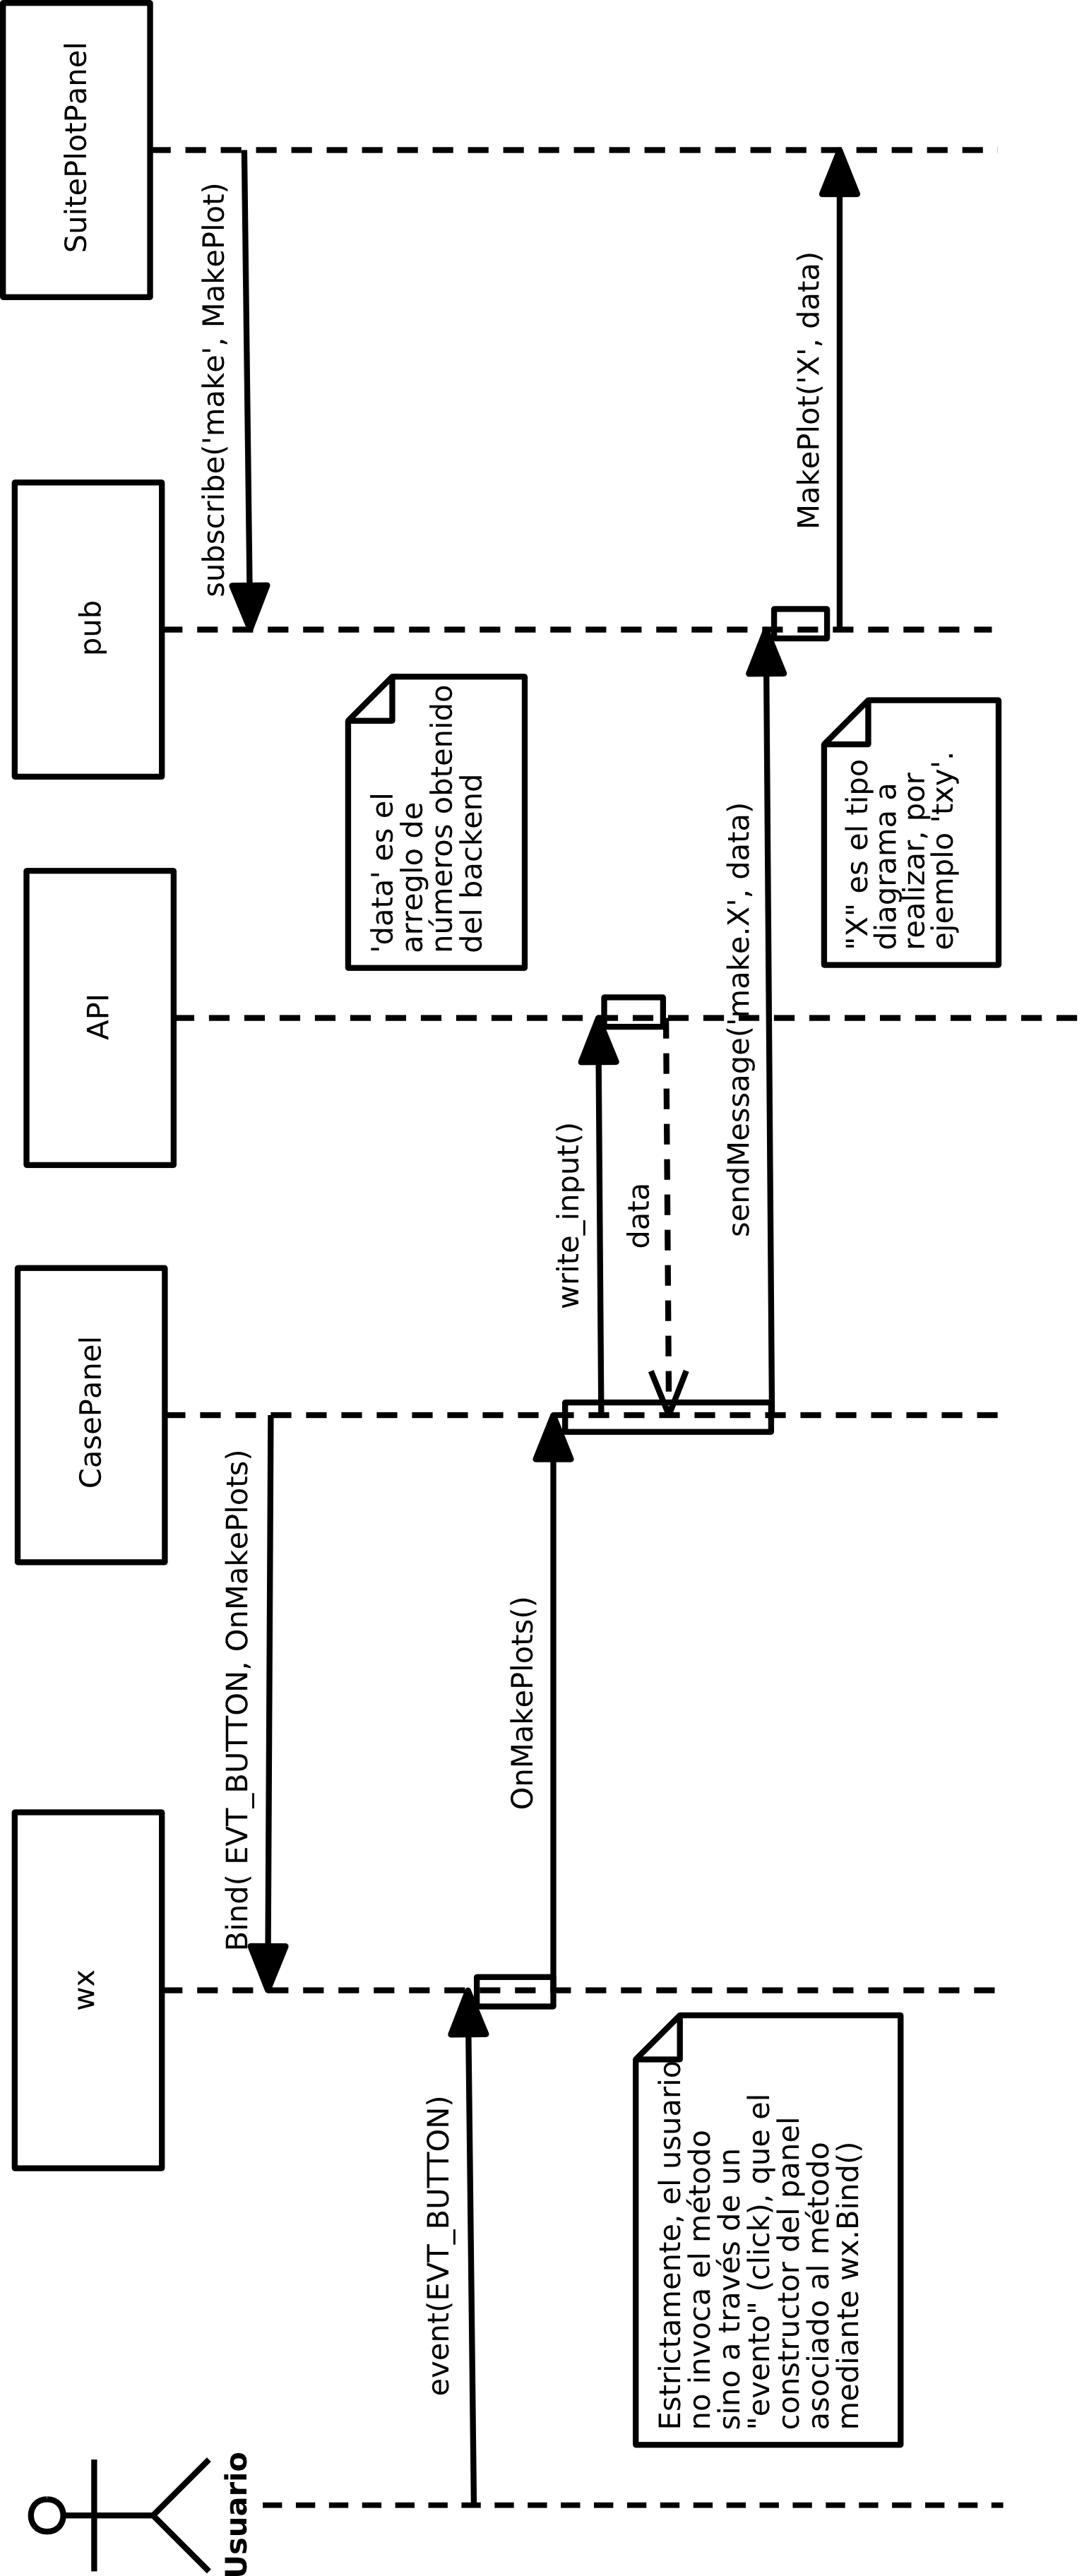 Usuario
wx
CasePanel
API
pub
SuitePlotPanel
subscribe('make', MakePlot)
Bind( EVT_BUTTON, OnMakePlots)
'data' es el
arreglo de
números obtenido
del backend
event(EVT_BUTTON)
OnMakePlots()
write_input()
data
sendMessage('make.X', data)
MakePlot('X', data)
Estrictamente, el usuario
no invoca el método
sino a través de un
"evento" (click), que el
constructor del panel
asociado al método
mediante wx.Bind()
"X" es el tipo
diagrama a
realizar, por
ejemplo 'txy'.